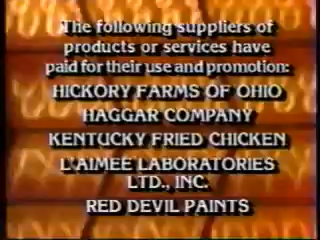 The following suppliers of
products or services have
paid for their use and promotion:
HICKORY FARMS OF OHIO
HAGGAR COMPANY
KENTUCKY FRIED CHICKEN
L'AIMEE LABORATORIES
LTD., INC.
RED DEVIL PAINTS